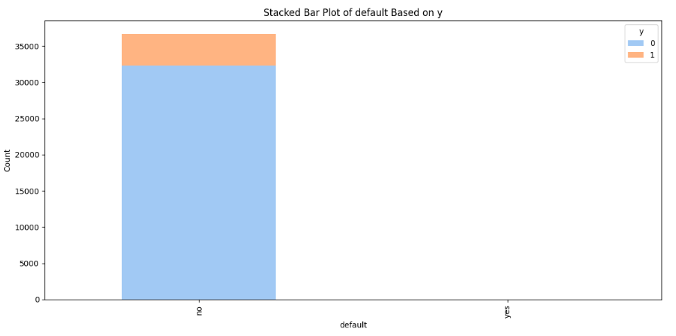 Stacked Bar Plot of default Based on y
y
0
1
35000
30000
25000
20000
15000
10000
5000
0
Count
no
yes
default